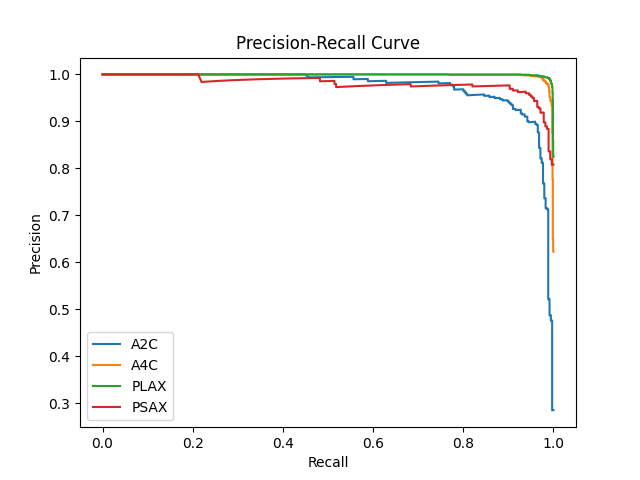 Precision-Recall Curve
1.0
0.9
0.8
0.7
0.6
0.5
0.4
0.3
Precision
A2C
A4C
PLAX
PSAX
0.0 0.2 0.4 0.6 0.8 1.0
Recall